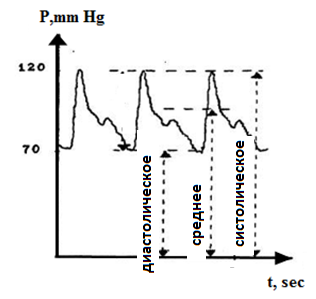 P,mm Hg
120
70
диастолическое
среднее
систолическое
t, sec